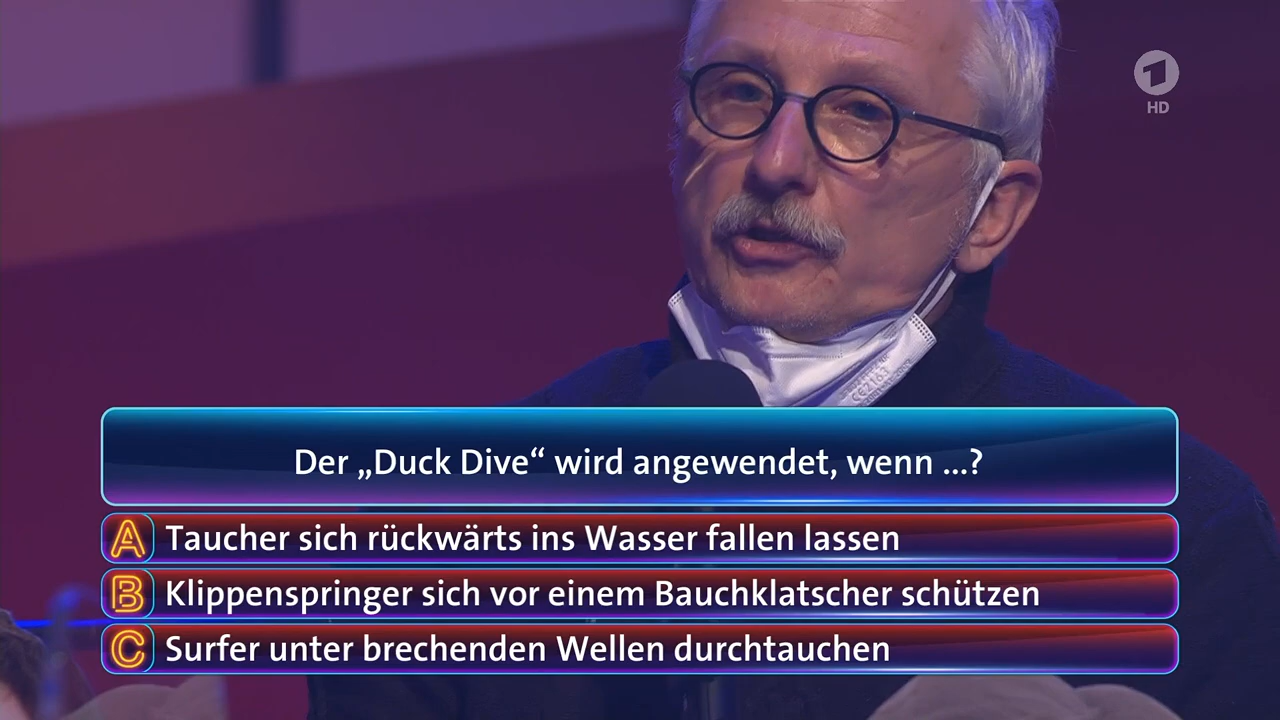 1
HD
CE2163
Der „Duck Dive“ wird angewendet, wenn ...?
A Taucher sich rückwärts ins Wasser fallen lassen
B Klippenspringer sich vor einem Bauchklatscher schützen
C Surfer unter brechenden Wellen durchtauchen